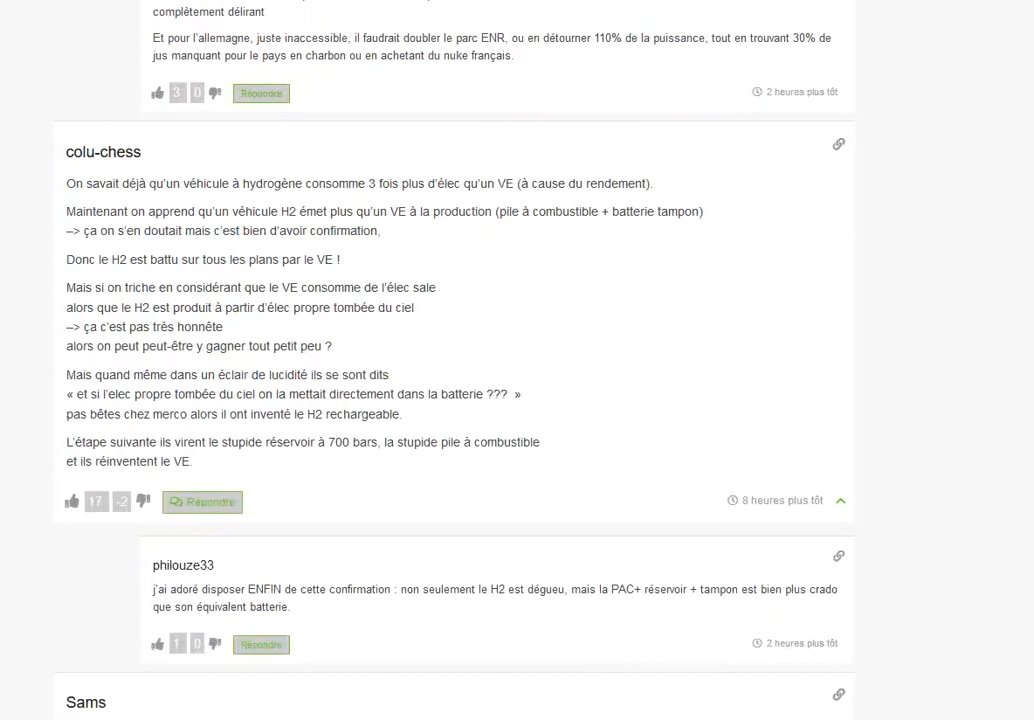 complètement délirant
Et pour l'allemagne, juste inaccessible, il faudrait doubler le parc ENR, ou en détourner 110% de la puissance, tout en trouvant 30% de
jus manquant pour le pays en charbon ou en achetant du nuke français.
3 0 Répondre 2 heures plus tôt
colu-chess
On savait déjà qu'un véhicule à hydrogène consomme 3 fois plus d'élec qu'un VE (à cause du rendement).
Maintenant on apprend qu'un véhicule H2 émet plus qu'un VE à la production (pile à combustible + batterie tampon)
–> ça on s'en doutait mais c'est bien d'avoir confirmation,
Donc le H2 est battu sur tous les plans par le VE !
Mais si on triche en considérant que le VE consomme de l'élec sale
alors que le H2 est produit à partir d'élec propre tombée du ciel
–> ça c'est pas très honnête
alors on peut peut-être y gagner tout petit peu ?
Mais quand même dans un éclair de lucidité ils se sont dits
« et si l'elec propre tombée du ciel on la mettait directement dans la batterie ??? »
pas bêtes chez merco alors il ont inventé le H2 rechargeable.
L'étape suivante ils virent le stupide réservoir à 700 bars, la stupide pile à combustible
et ils réinventent le VE.
17 -2 Répondre 8 heures plus tôt
philouze33
j'ai adoré disposer ENFIN de cette confirmation : non seulement le H2 est dégueu, mais la PAC+ réservoir + tampon est bien plus crado
que son équivalent batterie.
1 0 Répondre 2 heures plus tôt
Sams